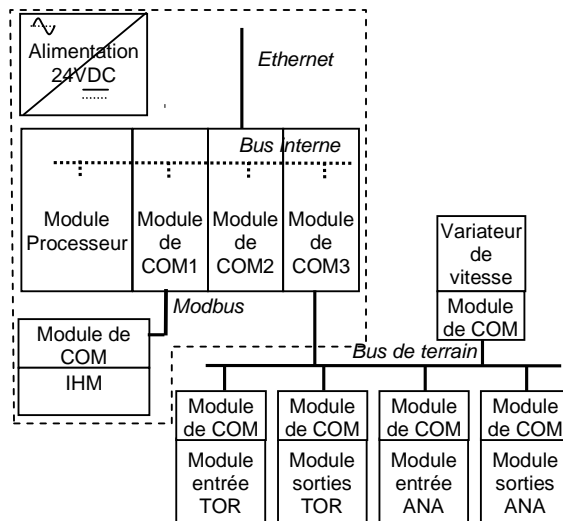 Alimentation
24VDC
Ethernet
Bus interne
Module
Processeur
Module
de
COM1
Module
de
COM2
Module
de
COM3
Variateur
de
vitesse
Module
de COM
Modbus
Module de
COM
IHM
Bus de terrain
Module
de COM
Module
entrée
TOR
Module
de COM
Module
sorties
TOR
Module
de COM
Module
entrée
ANA
Module
de COM
Module
sorties
ANA